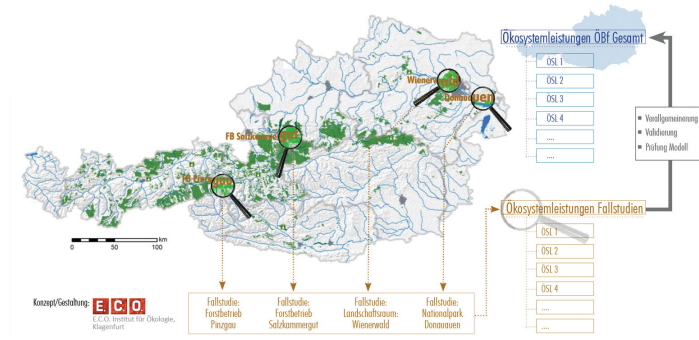 Ökosystemleistungen ÖBf Gesamt
ÖSL 1
ÖSL 2
ÖSL 3
ÖSL 4
....
....
Verallgemeinerung
Validierung
Prüfung Modell
Donauauen
FB Salzkammergut
FB Pinzgau
0 50 100 km
Ökosystemleistungen Fallstudien
ÖSL 1
ÖSL 2
ÖSL 3
ÖSL 4
....
....
Konzept/Gestaltung:
E.C.O.
E.C.O. Institut für Ökologie,
Klagenfurt
Fallstudie:
Forstbetrieb
Pinzgau
Fallstudie:
Forstbetrieb
Salzkammergut
Fallstudie:
Landschaftsraum:
Wienerwald
Fallstudie:
Nationalpark
Donauauen